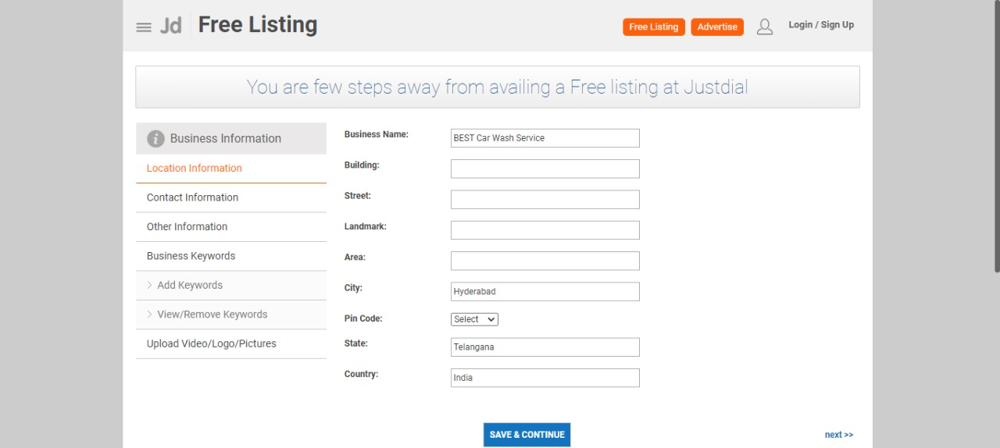 Jd Free Listing Free Listing Advertise Login / Sign Up
You are few steps away from availing a Free listing at Justdial
i Business Information
Location Information
Contact Information
Other Information
Business Keywords
> Add Keywords
> View/Remove Keywords
Upload Video/Logo/Pictures
Business Name: BEST Car Wash Service
Building:
Street:
Landmark:
Area:
City: Hyderabad
Pin Code: Select
State: Telangana
Country: India
SAVE & CONTINUE
next >>